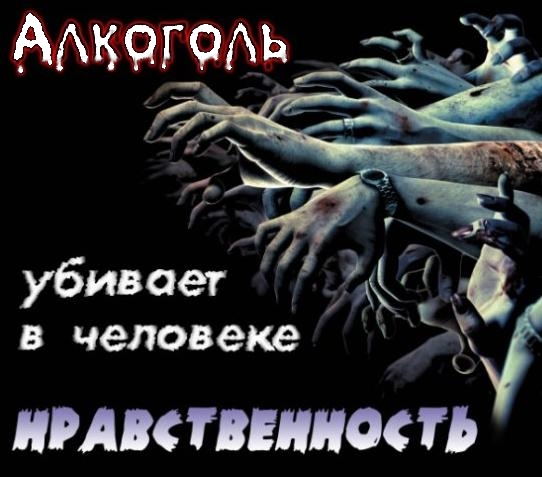 Алкоголь
убивает
в человеке
НРАВСТВЕННОСТЬ